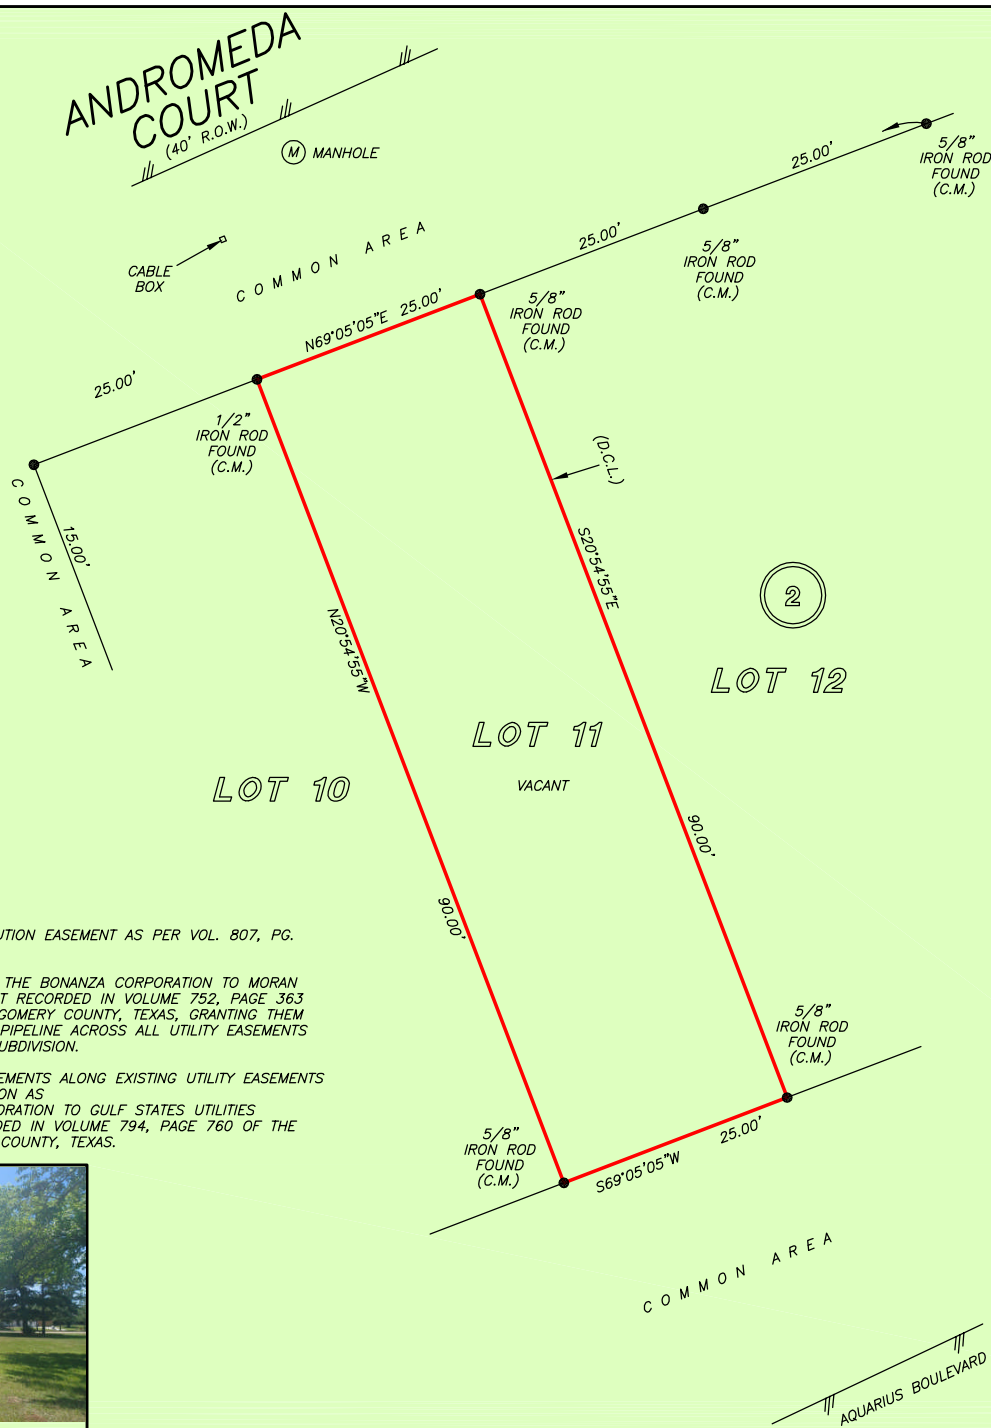 ANDROMEDA
COURT
(40' R.O.W.)
M MANHOLE
CABLE
BOX
COMMON AREA
25.00'
5/8"
IRON ROD
FOUND
(C.M.)
25.00'
5/8"
IRON ROD
FOUND
(C.M.)
N69°05'05"E 25.00'
5/8"
IRON ROD
FOUND
(C.M.)
25.00'
1/2"
IRON ROD
FOUND
(C.M.)
COMMON AREA
15.00'
(D.C.L.)
S20°54'55"E
N20°54'55"W
2
LOT 12
LOT 11
VACANT
LOT 10
90.00'
90.00'
UTION EASEMENT AS PER VOL. 807, PG.
THE BONANZA CORPORATION TO MORAN
T RECORDED IN VOLUME 752, PAGE 363
GOMERY COUNTY, TEXAS, GRANTING THEM
PIPELINE ACROSS ALL UTILITY EASEMENTS
UBDIVISION.
EMENTS ALONG EXISTING UTILITY EASEMENTS
ON AS
ORATION TO GULF STATES UTILITIES
DED IN VOLUME 794, PAGE 760 OF THE
COUNTY, TEXAS.
5/8"
IRON ROD
FOUND
(C.M.)
5/8"
IRON ROD
FOUND
(C.M.)
S69°05'05"W 25.00'
COMMON AREA
AQUARIUS BOULEVARD